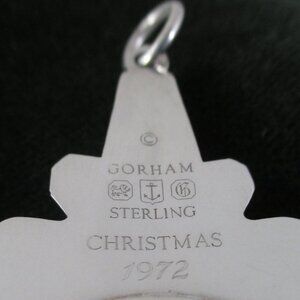 ©
GORHAM
G
STERLING
CHRISTMAS
1972